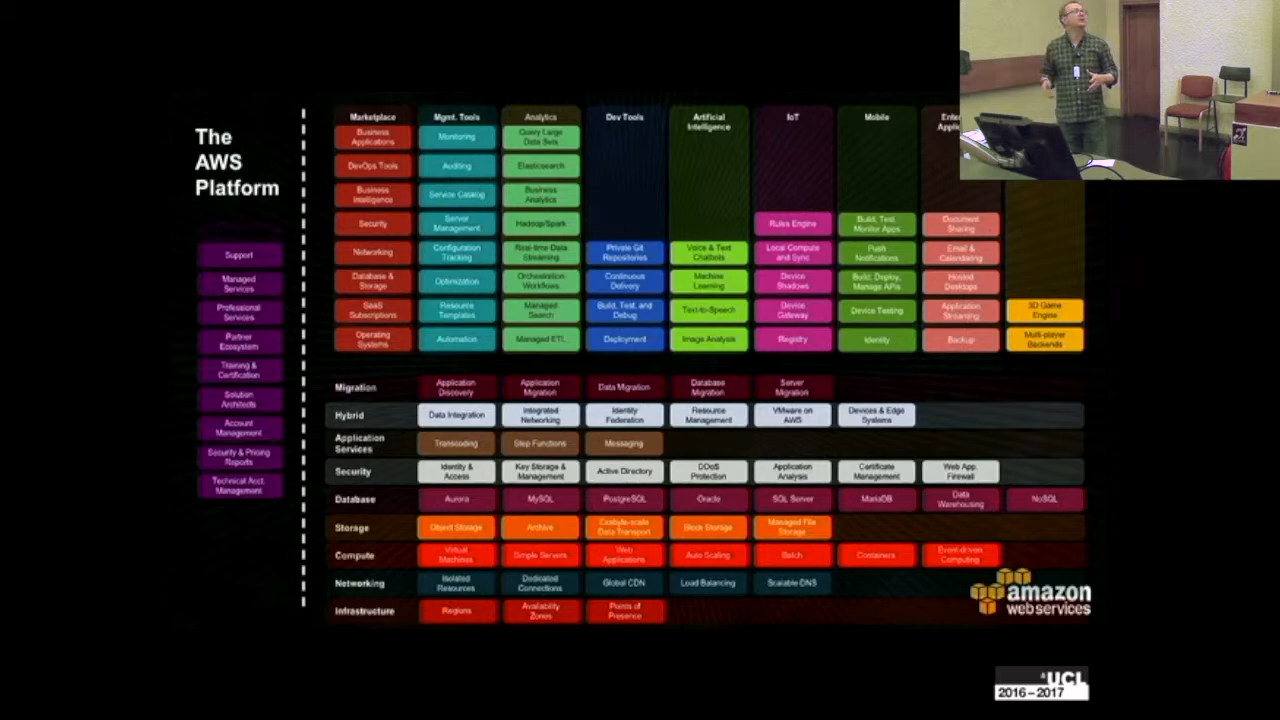 The
AWS
Platform
Support
Managed
Services
Professional
Services
Partner
Ecosystem
Training &
Certification
Solution
Architects
Account
Management
Security & Pricing
Reports
Technical Acct.
Management
Marketplace
Business
Applications
DevOps Tools
Business
Intelligence
Security
Networking
Database &
Storage
SaaS
Subscriptions
Operating
Systems
Mgmt. Tools
Monitoring
Auditing
Service Catalog
Server
Management
Configuration
Tracking
Optimization
Resource
Templates
Automation
Analytics
Query Large
Data Sets
Elasticsearch
Business
Analytics
Hadoop/Spark
Real-time Data
Streaming
Orchestration
Workflows
Managed
Search
Managed ETL
Dev Tools
Private Git
Repositories
Continuous
Delivery
Build, Test, and
Debug
Deployment
Artificial
Intelligence
Voice & Text
Chatbots
Machine
Learning
Text-to-Speech
Image Analysis
IoT
Rules Engine
Local Compute
and Sync
Device
Shadows
Device
Gateway
Registry
Mobile
Build, Test,
Monitor Apps
Push
Notifications
Build, Deploy,
Manage APIs
Device Testing
Identity
Document
Sharing
Email &
Calendaring
Hosted
Desktops
Application
Streaming
Backup
3D Game
Engine
Multi-player
Backends
Migration
Application
Discovery
Application
Migration
Data Migration
Database
Migration
Server
Migration
Hybrid
Data Integration
Integrated
Networking
Identity
Federation
Resource
Management
VMware on
AWS
Devices & Edge
Systems
Application
Services
Transcoding
Step Functions
Messaging
Security
Identity &
Access
Key Storage &
Management
Active Directory
DDoS
Protection
Application
Analysis
Certificate
Management
Web App.
Firewall
Database
Aurora
MySQL
PostgreSQL
Oracle
SQL Server
MariaDB
Data
Warehousing
NoSQL
Storage
Object Storage
Archive
Exabyte-scale
Data Transport
Block Storage
Managed File
Storage
Compute
Virtual
Machines
Simple Servers
Web
Applications
Auto Scaling
Batch
Containers
Event-driven
Computing
Networking
Isolated
Resources
Dedicated
Connections
Global CDN
Load Balancing
Scalable DNS
Infrastructure
Regions
Availability
Zones
Points of
Presence
amazon
webservices
UCL
2016–2017